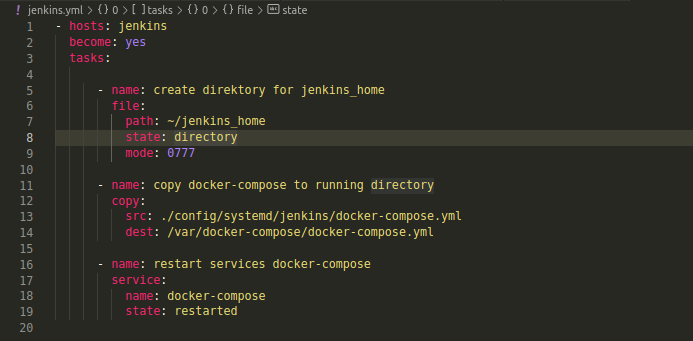 ! jenkins.yml > {} 0 > [ ] tasks > {} 0 > {} file > state
1 - hosts: jenkins
2 become: yes
3 tasks:
4
5 - name: create direktory for jenkins_home
6 file:
7 path: ~/jenkins_home
8 state: directory
9 mode: 0777
10
11 - name: copy docker-compose to running directory
12 copy:
13 src: ./config/systemd/jenkins/docker-compose.yml
14 dest: /var/docker-compose/docker-compose.yml
15
16 - name: restart services docker-compose
17 service:
18 name: docker-compose
19 state: restarted
20